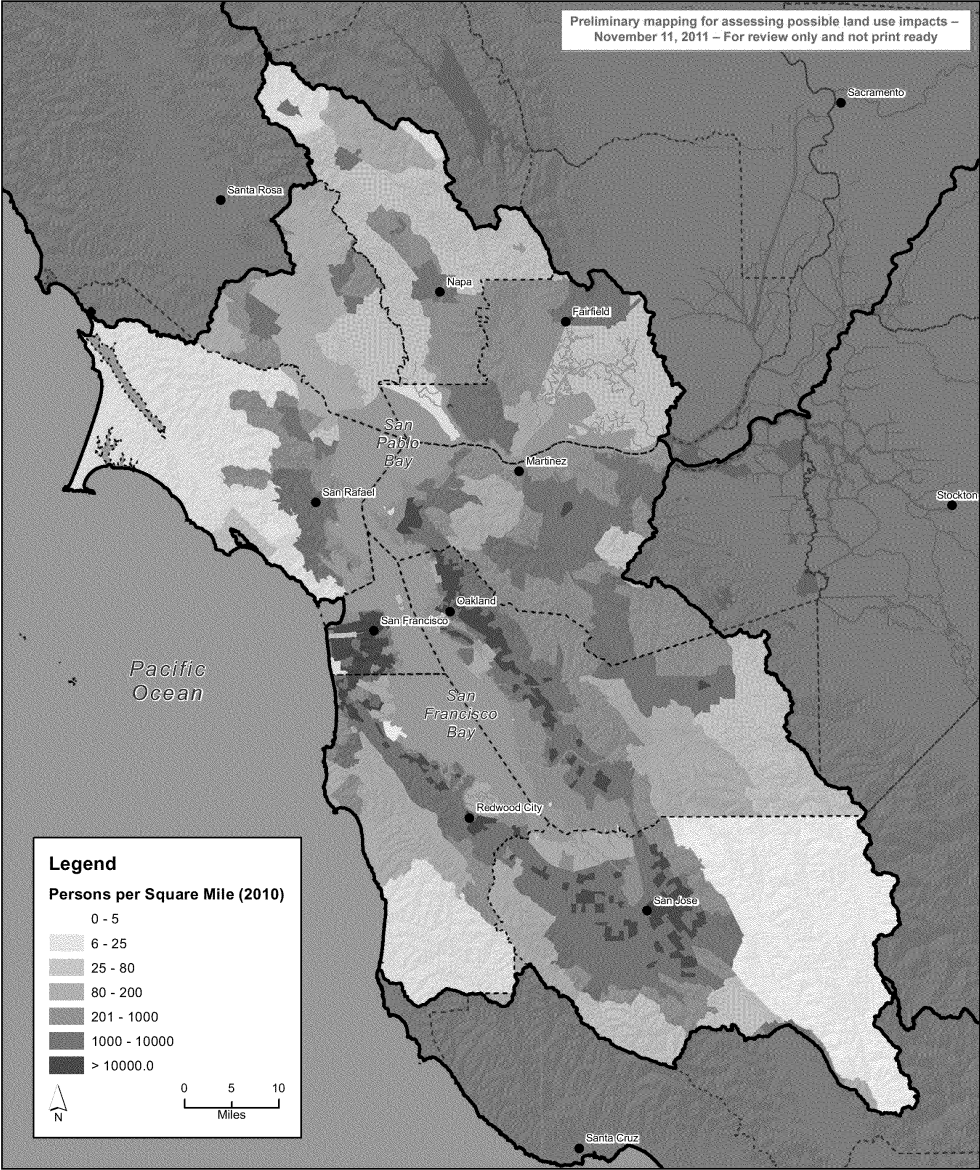 Preliminary mapping for assessing possible land use impacts –
November 11, 2011 – For review only and not print ready
Sacramento
Santa Rosa
Napa
Fairfield
San
Pablo
Bay
Martinez
San Rafael
Stockton
Oakland
San Francisco
Pacific
Ocean
San
Francisco
Bay
Redwood City
San Jose
Legend
Persons per Square Mile (2010)
0 - 5
6 - 25
25 - 80
80 - 200
201 - 1000
1000 - 10000
> 10000.0
N
0 5 10
Miles
Santa Cruz